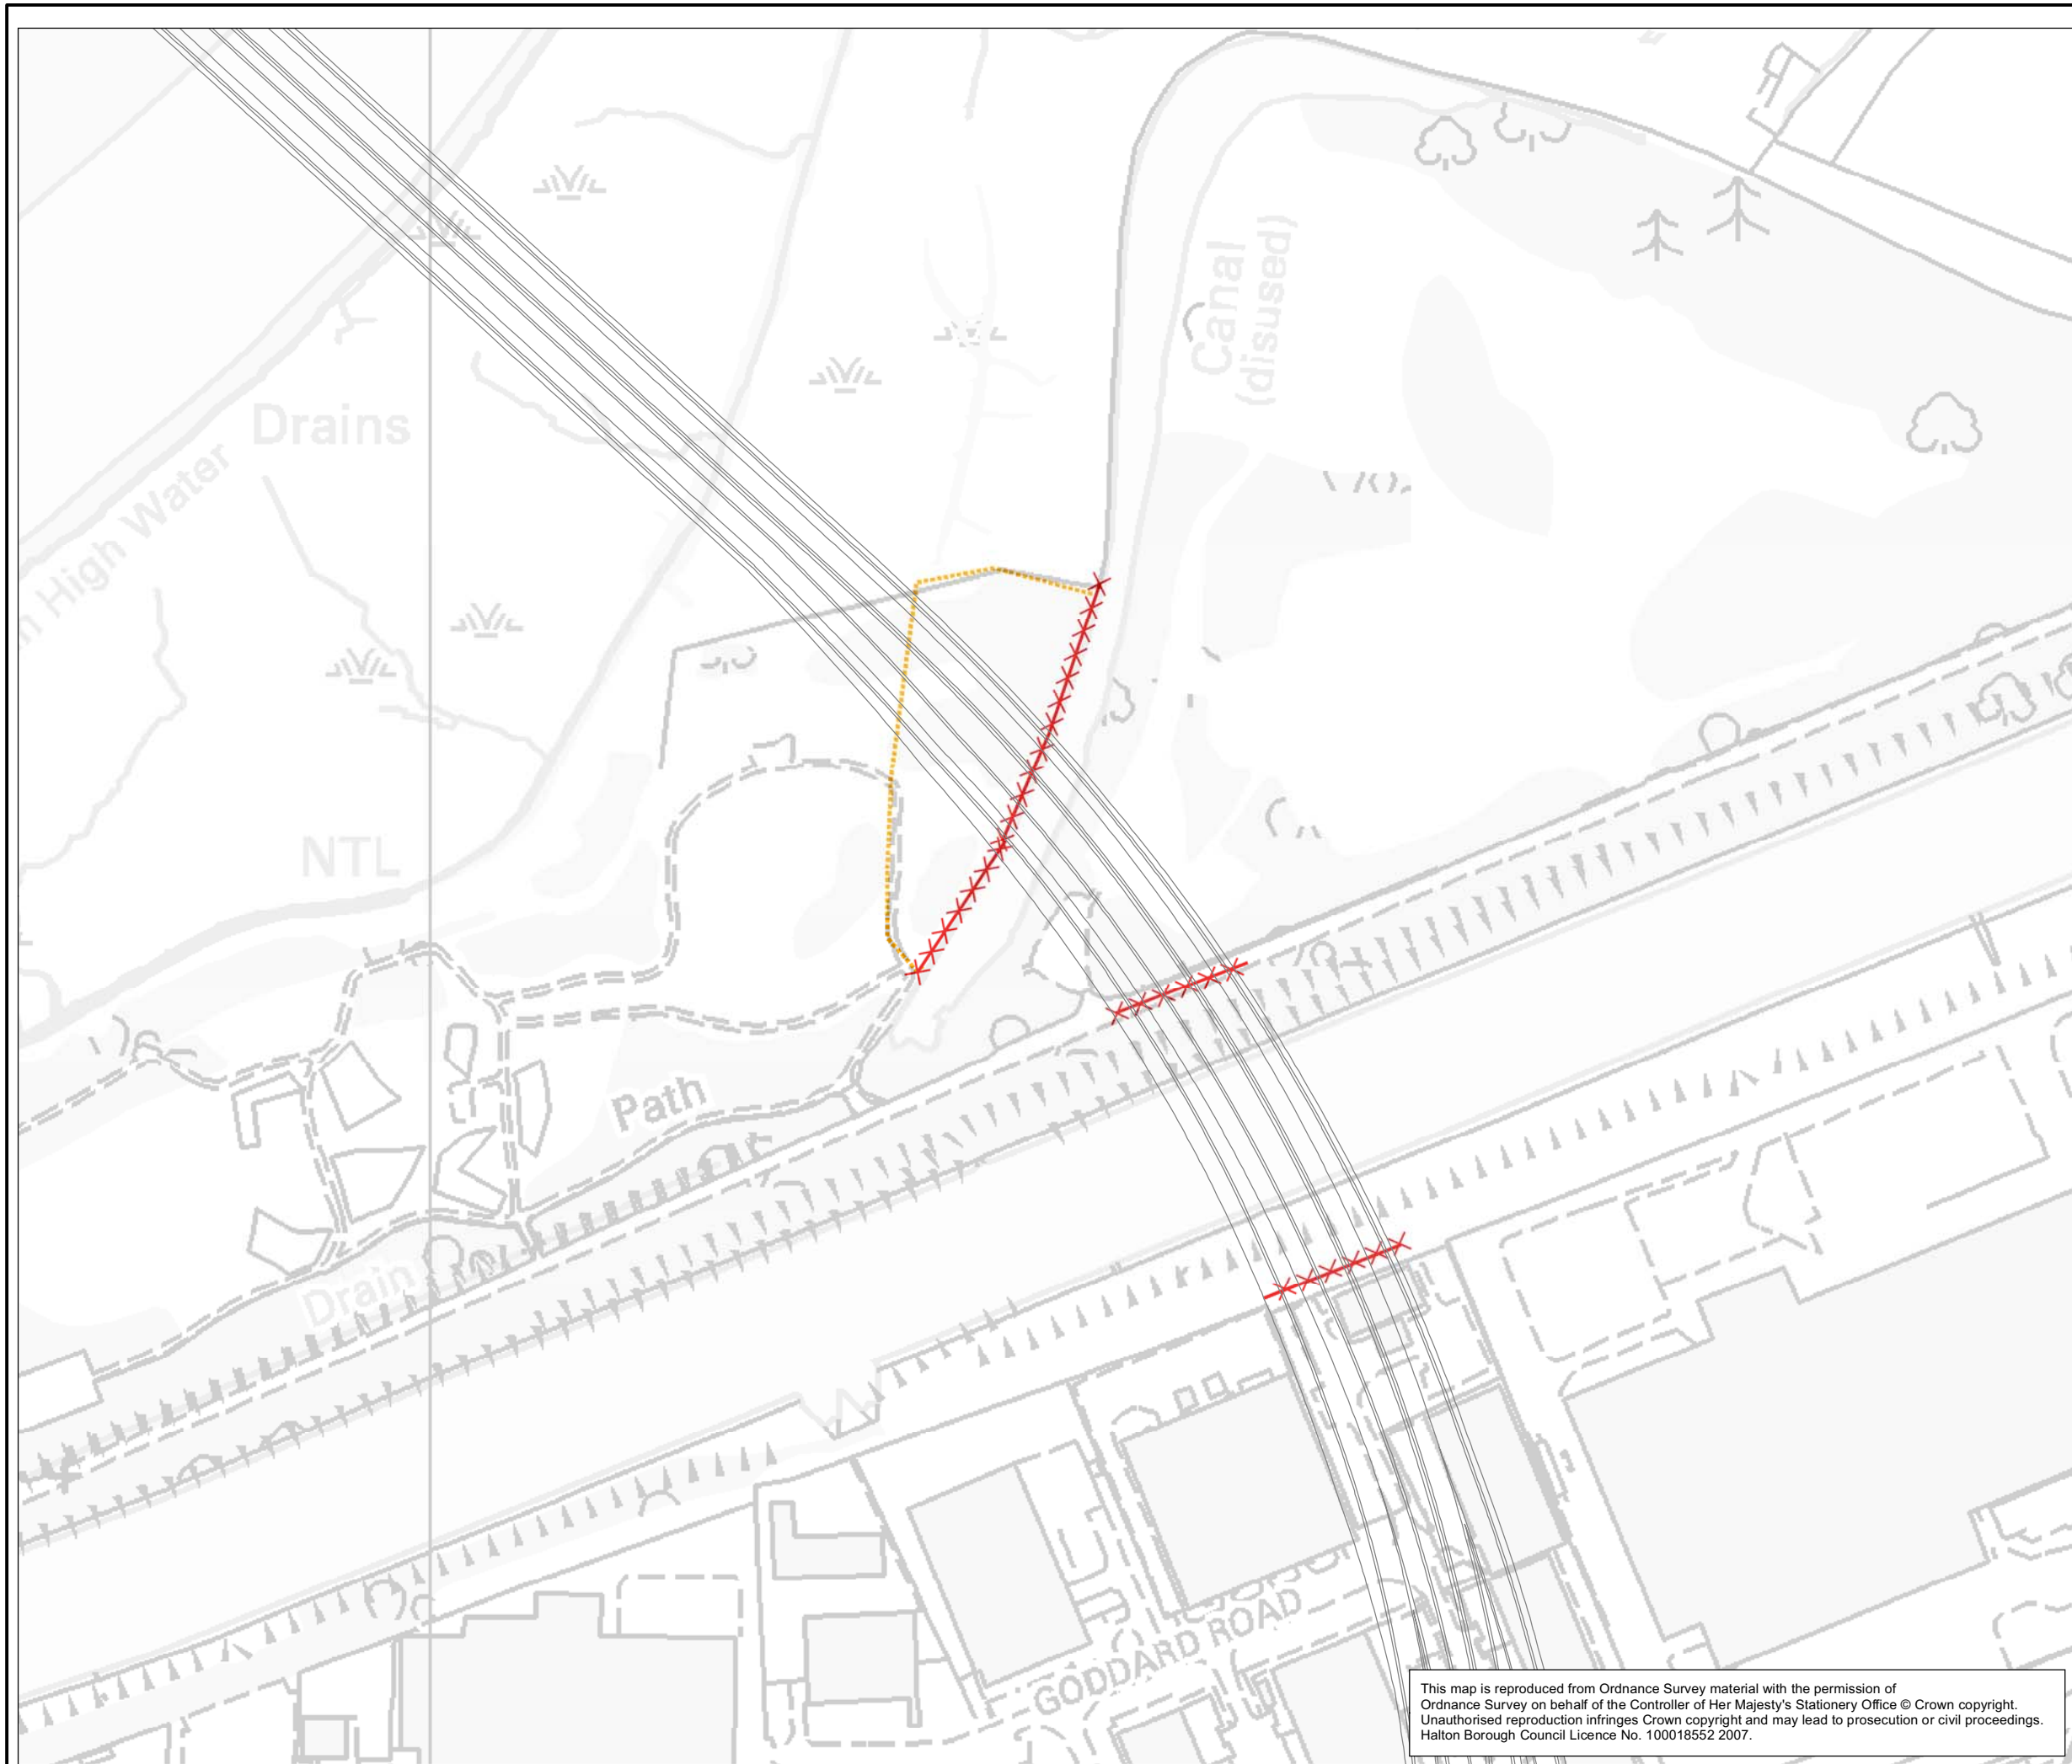 Canal
(disused)
Drains
n High Water
NTL
Path
Drain
GODDARD ROAD
This map is reproduced from Ordnance Survey material with the permission of
Ordnance Survey on behalf of the Controller of Her Majesty's Stationery Office © Crown copyright.
Unauthorised reproduction infringes Crown copyright and may lead to prosecution or civil proceedings.
Halton Borough Council Licence No. 100018552 2007.